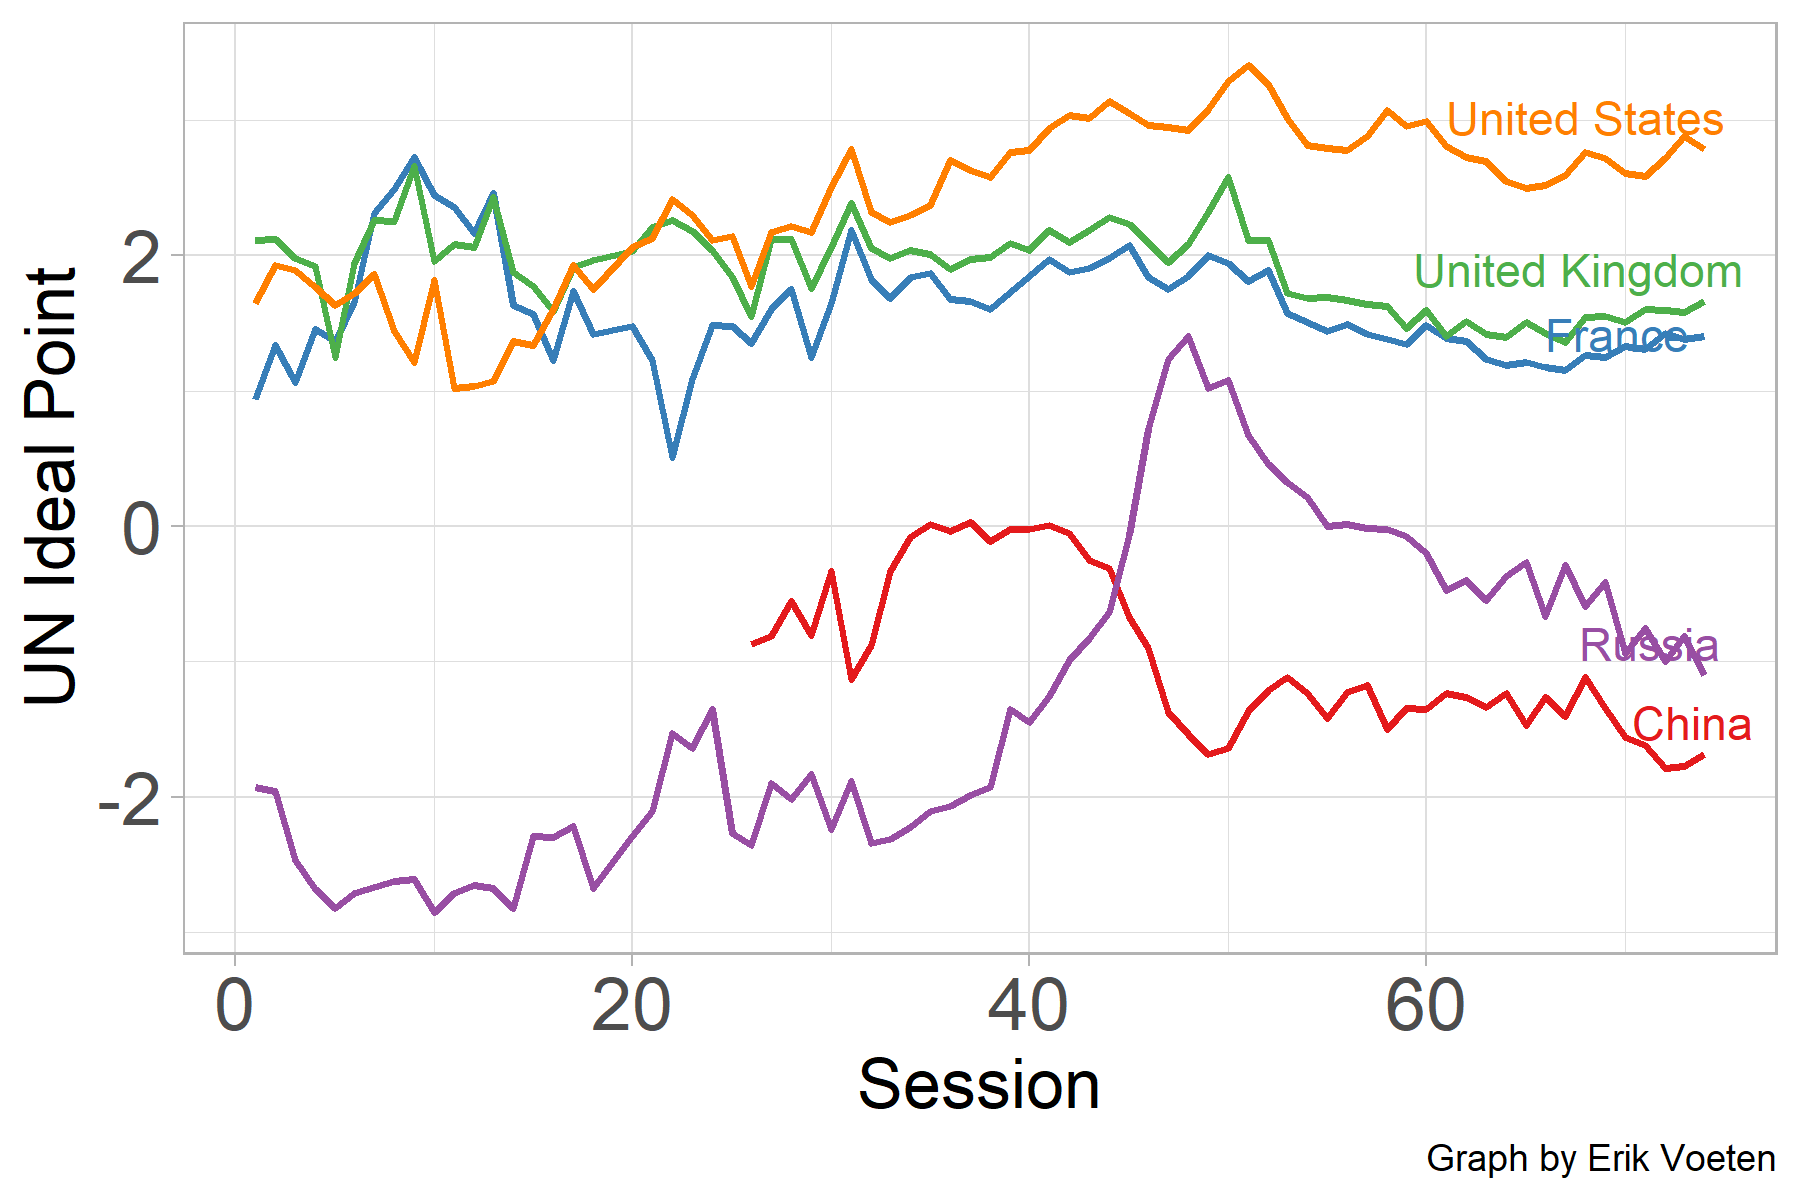 UN Ideal Point
2
0
-2
United States
United Kingdom
France
Russia
China
0 20 40 60
Session
Graph by Erik Voeten